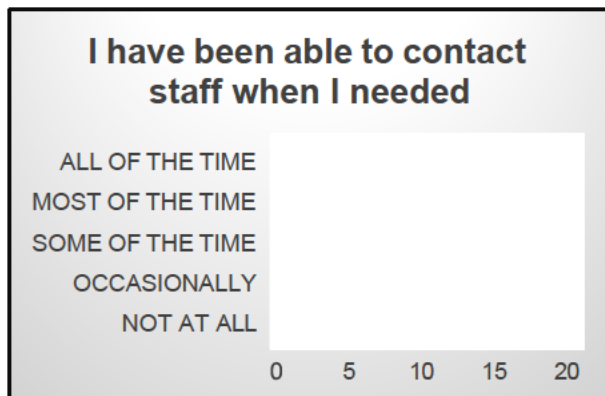 I have been able to contact
staff when I needed
ALL OF THE TIME
MOST OF THE TIME
SOME OF THE TIME
OCCASIONALLY
NOT AT ALL
0 5 10 15 20